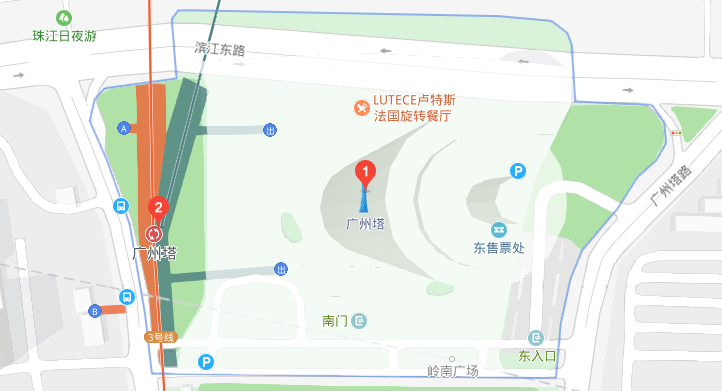 珠江日夜游
滨江东路
LUTECE卢特斯
法国旋转餐厅
A
出
P
1
广州塔路
2
广州塔
广州塔
东售票处
出
B
南门
3号线
P
东入口
岭南广场